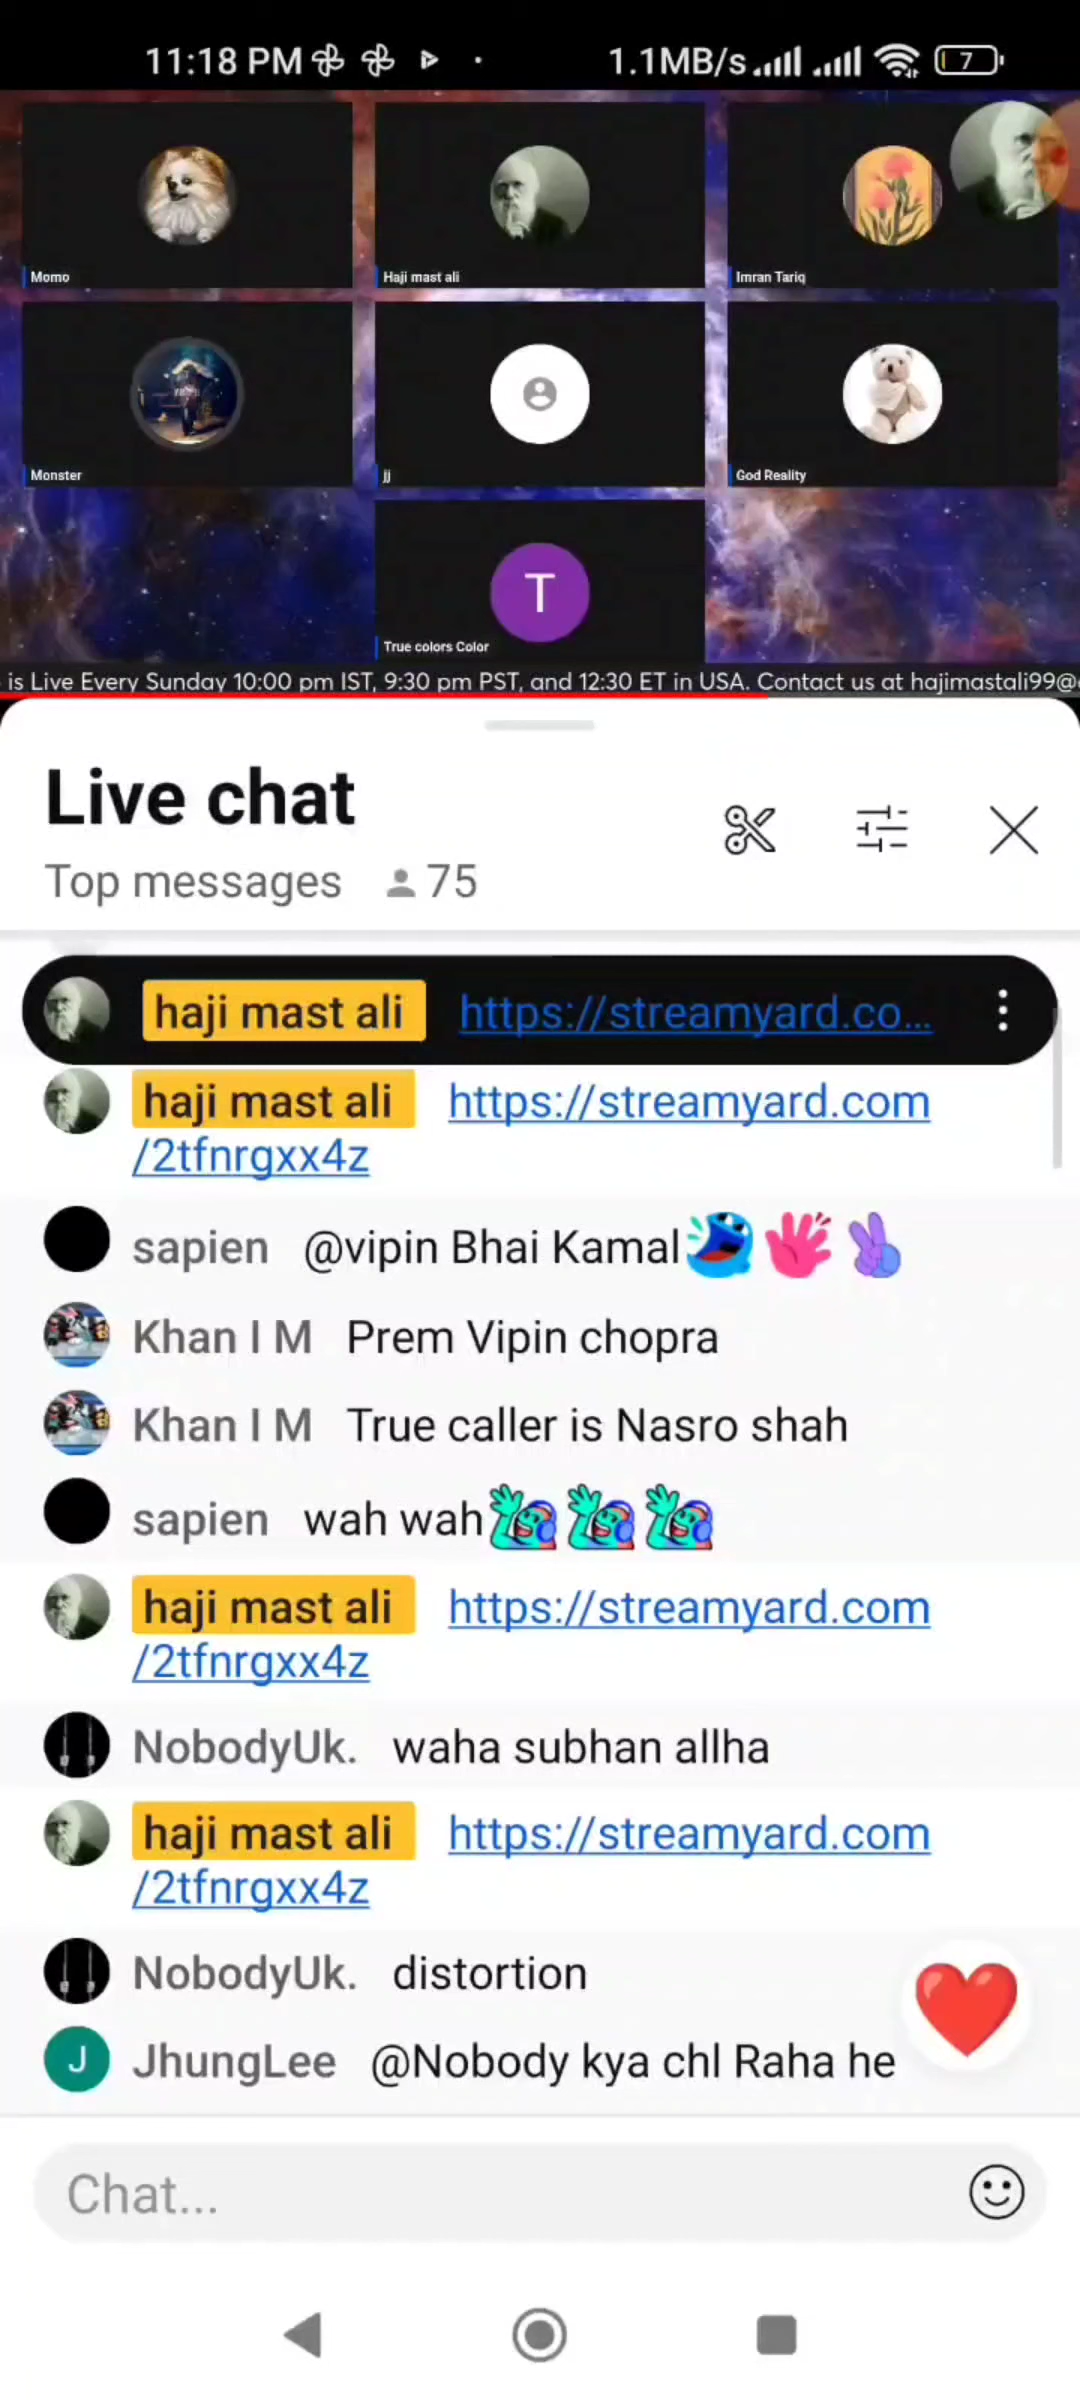 11:18 PM 1.1MB/s 7
Momo
Haji mast ali
Imran Tariq
Monster
jj
God Reality
T
True colors Color
is Live Every Sunday 10:00 pm IST, 9:30 pm PST, and 12:30 ET in USA. Contact us at hajimastali99@
Live chat
Top messages 75
haji mast ali https://streamyard.co...
haji mast ali https://streamyard.com
/2tfnrgxx4z
sapien @vipin Bhai Kamal
Khan I M Prem Vipin chopra
Khan I M True caller is Nasro shah
sapien wah wah
haji mast ali https://streamyard.com
/2tfnrgxx4z
NobodyUk. waha subhan allha
haji mast ali https://streamyard.com
/2tfnrgxx4z
NobodyUk. distortion
J JhungLee @Nobody kya chl Raha he
Chat...